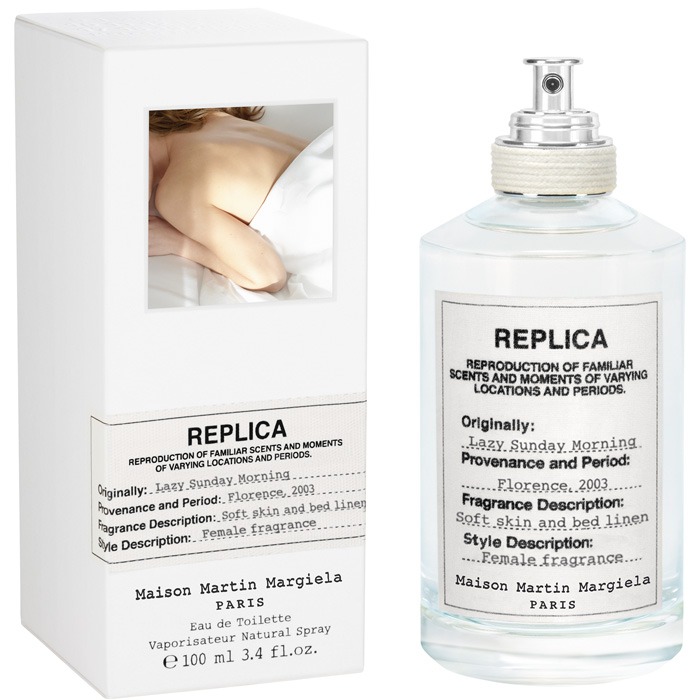 REPLICA
REPRODUCTION OF FAMILIAR SCENTS AND MOMENTS
OF VARYING LOCATIONS AND PERIODS.
Originally: Lazy Sunday Morning
Provenance and Period: Florence, 2003
Fragrance Description: Soft skin and bed linen
Style Description: Female fragrance
Maison Martin Margiela
PARIS
Eau de Toilette
Vaporisateur Natural Spray
e 100 ml 3.4 fl.oz.
REPLICA
REPRODUCTION OF FAMILIAR
SCENTS AND MOMENTS OF VARYING
LOCATIONS AND PERIODS.
Originally:
Lazy Sunday Morning
Provenance and Period:
Florence, 2003
Fragrance Description:
Soft skin and bed linen
Style Description:
Female fragrance
Maison Martin Margiela
PARIS